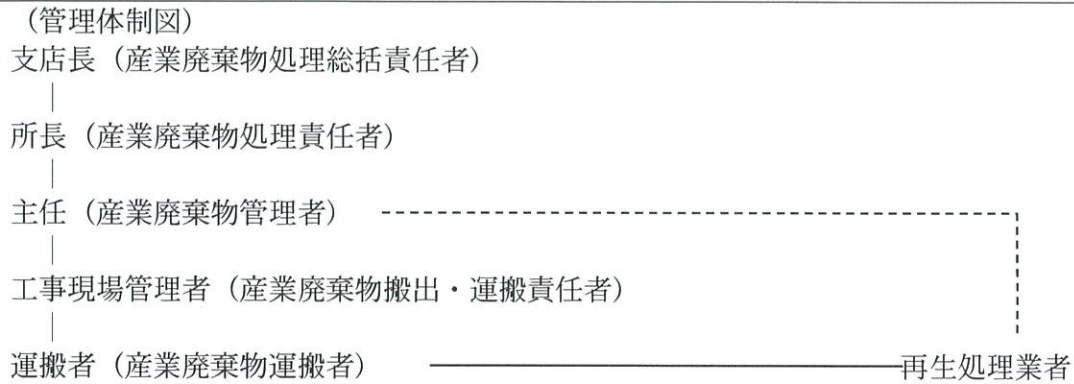 （管理体制図）
支店長（産業廃棄物処理総括責任者）
所長（産業廃棄物処理責任者）
主任（産業廃棄物管理者）
工事現場管理者（産業廃棄物搬出・運搬責任者）
運搬者（産業廃棄物運搬者）
再生処理業者